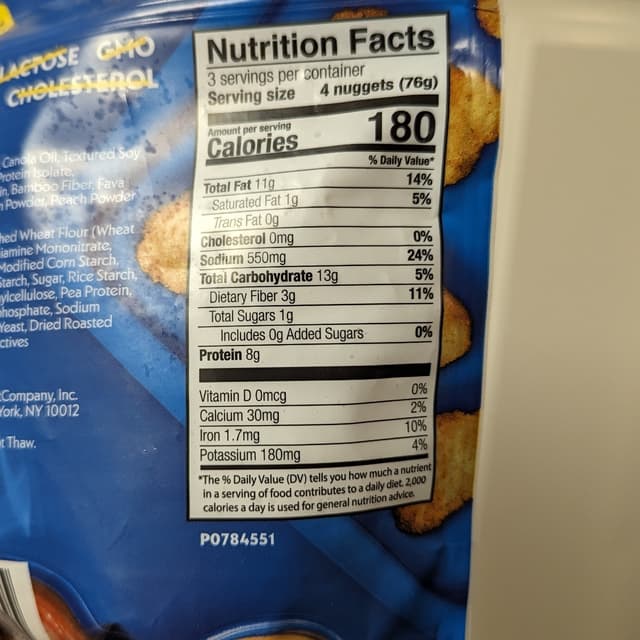 LACTOSE GMO
CHOLESTEROL
Canola Oil, Textured Soy
Protein Isolate,
Bamboo Fiber, Fava
Powder, Peach Powder
Wheat Flour (Wheat
Mononitrate,
Modified Corn Starch,
Starch, Sugar, Rice Starch,
Pea Protein,
Sodium
Yeast, Dried Roasted
Company, Inc.
York, NY 10012
Thaw.
Nutrition Facts
3 servings per container
Serving size 4 nuggets (76g)
Amount per serving
Calories 180
% Daily Value*
Total Fat 11g 14%
Saturated Fat 1g 5%
Trans Fat 0g
Cholesterol 0mg 0%
Sodium 550mg 24%
Total Carbohydrate 13g 5%
Dietary Fiber 3g 11%
Total Sugars 1g
Includes 0g Added Sugars 0%
Protein 8g
Vitamin D 0mcg 0%
Calcium 30mg 2%
Iron 1.7mg 10%
Potassium 180mg 4%
*The % Daily Value (DV) tells you how much a nutrient
in a serving of food contributes to a daily diet. 2,000
calories a day is used for general nutrition advice.
P0784551